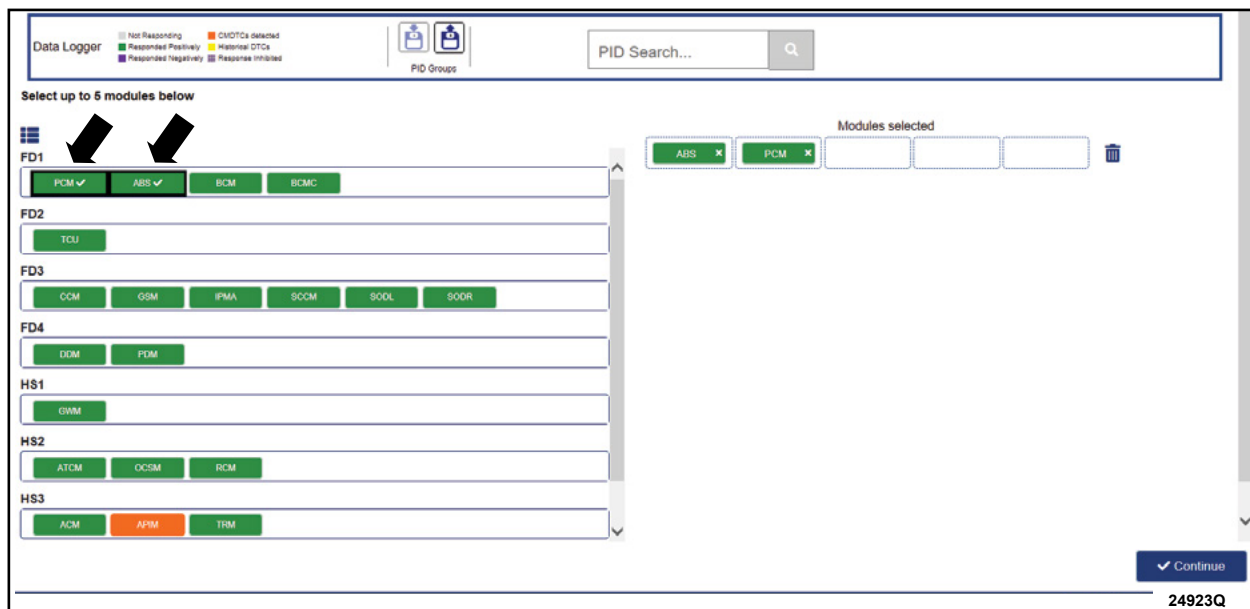 Data Logger
Not Responding
CMDTCs detected
Responded Positively
Historical DTCs
Responded Negatively
Response Inhibited
PID Groups
PID Search...
Select up to 5 modules below
Modules selected
ABS ×
PCM ×
FD1
PCM ✓
ABS ✓
BCM
BCMC
FD2
TCU
FD3
CCM
GSM
IPMA
SCCM
SODL
SODR
FD4
DDM
PDM
HS1
GWM
HS2
ATCM
OCSM
RCM
HS3
ACM
APIM
TRM
✓ Continue
24923Q